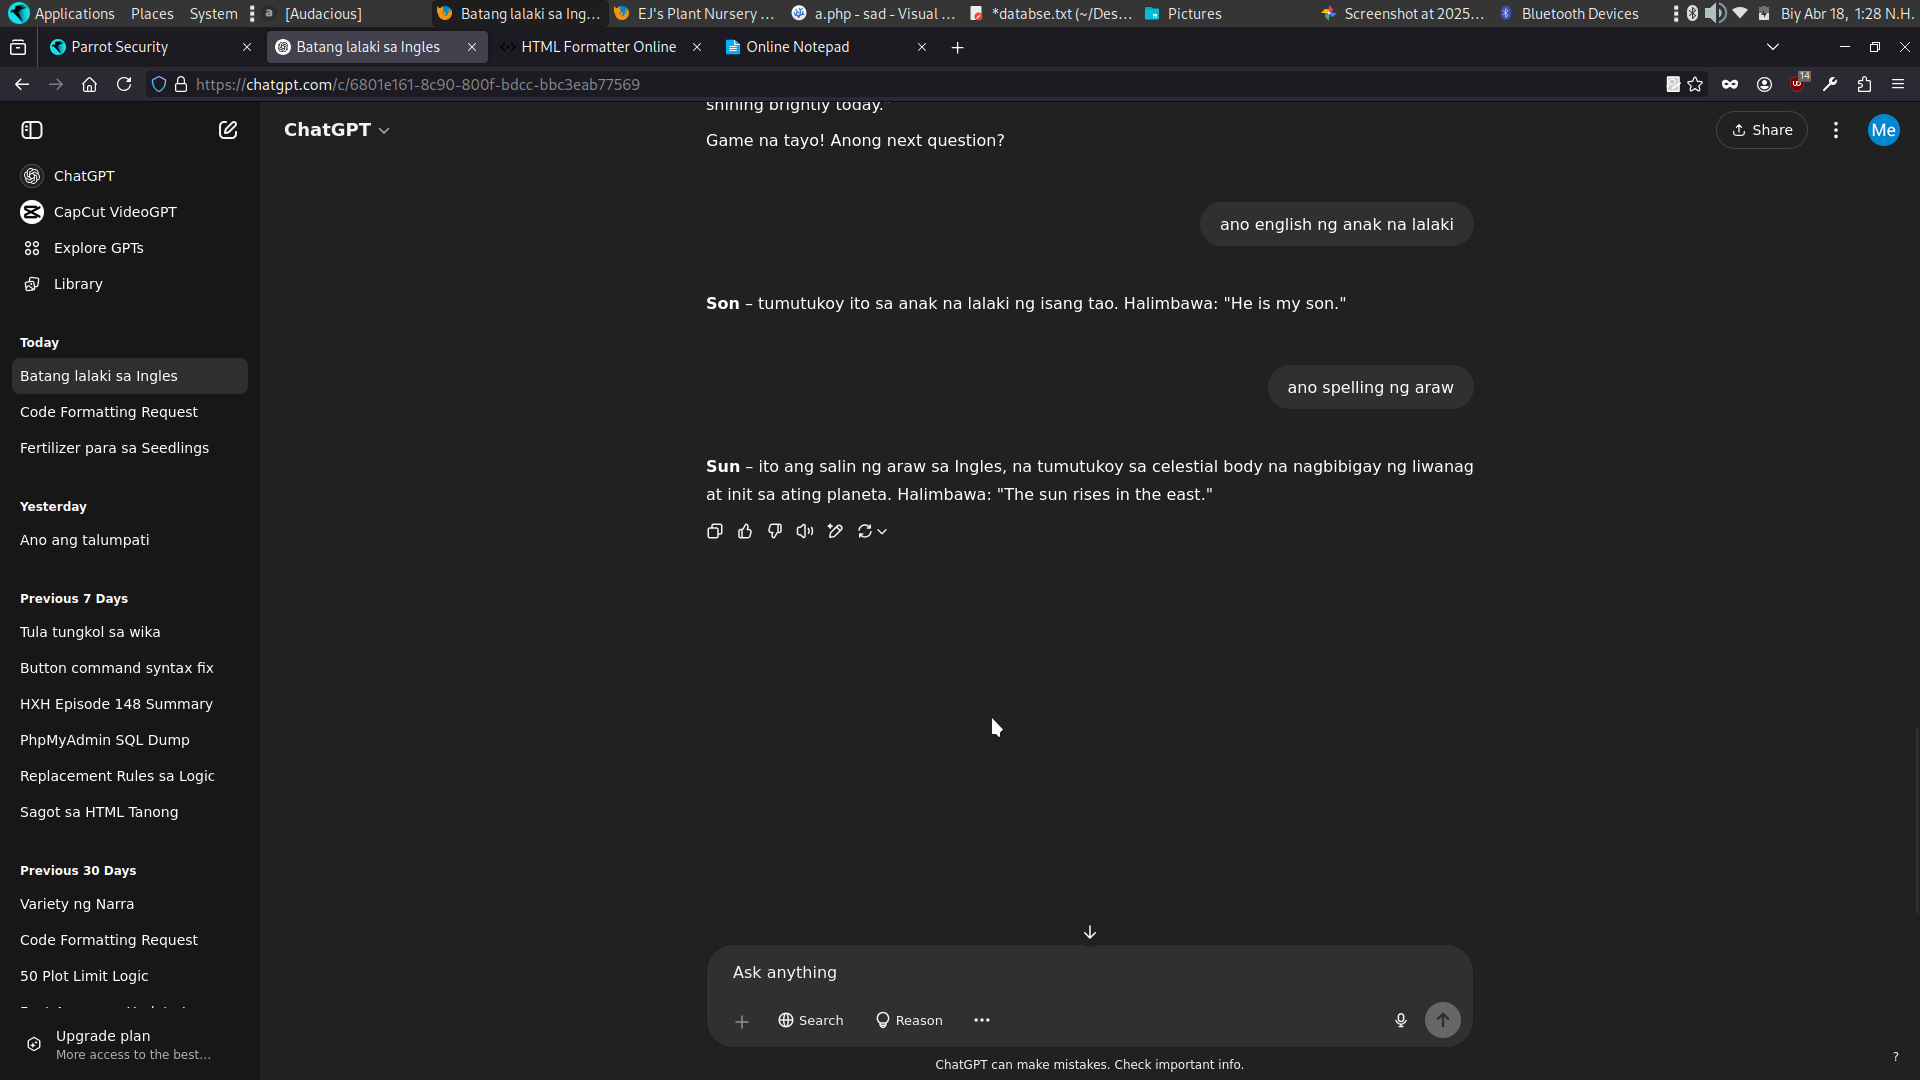 Applications Places System [Audacious] Batang lalaki sa Ing... EJ's Plant Nursery ... a.php - sad - Visual ... *databse.txt (~/Des... Pictures Screenshot at 2025... Bluetooth Devices Biy Abr 18, 1:28 N.H.
Parrot Security Batang lalaki sa Ingles HTML Formatter Online Online Notepad
https://chatgpt.com/c/6801e161-8c90-800f-bdcc-bbc3eab77569 14
ChatGPT
CapCut VideoGPT
Explore GPTs
Library
Today
Batang lalaki sa Ingles
Code Formatting Request
Fertilizer para sa Seedlings
Yesterday
Ano ang talumpati
Previous 7 Days
Tula tungkol sa wika
Button command syntax fix
HXH Episode 148 Summary
PhpMyAdmin SQL Dump
Replacement Rules sa Logic
Sagot sa HTML Tanong
Previous 30 Days
Variety ng Narra
Code Formatting Request
50 Plot Limit Logic
Upgrade plan
More access to the best...
ChatGPT
Share
Me
shining brightly today."
Game na tayo! Anong next question?
ano english ng anak na lalaki
Son – tumutukoy ito sa anak na lalaki ng isang tao. Halimbawa: "He is my son."
ano spelling ng araw
Sun – ito ang salin ng araw sa Ingles, na tumutukoy sa celestial body na nagbibigay ng liwanag
at init sa ating planeta. Halimbawa: "The sun rises in the east."
Ask anything
Search Reason
ChatGPT can make mistakes. Check important info.
?